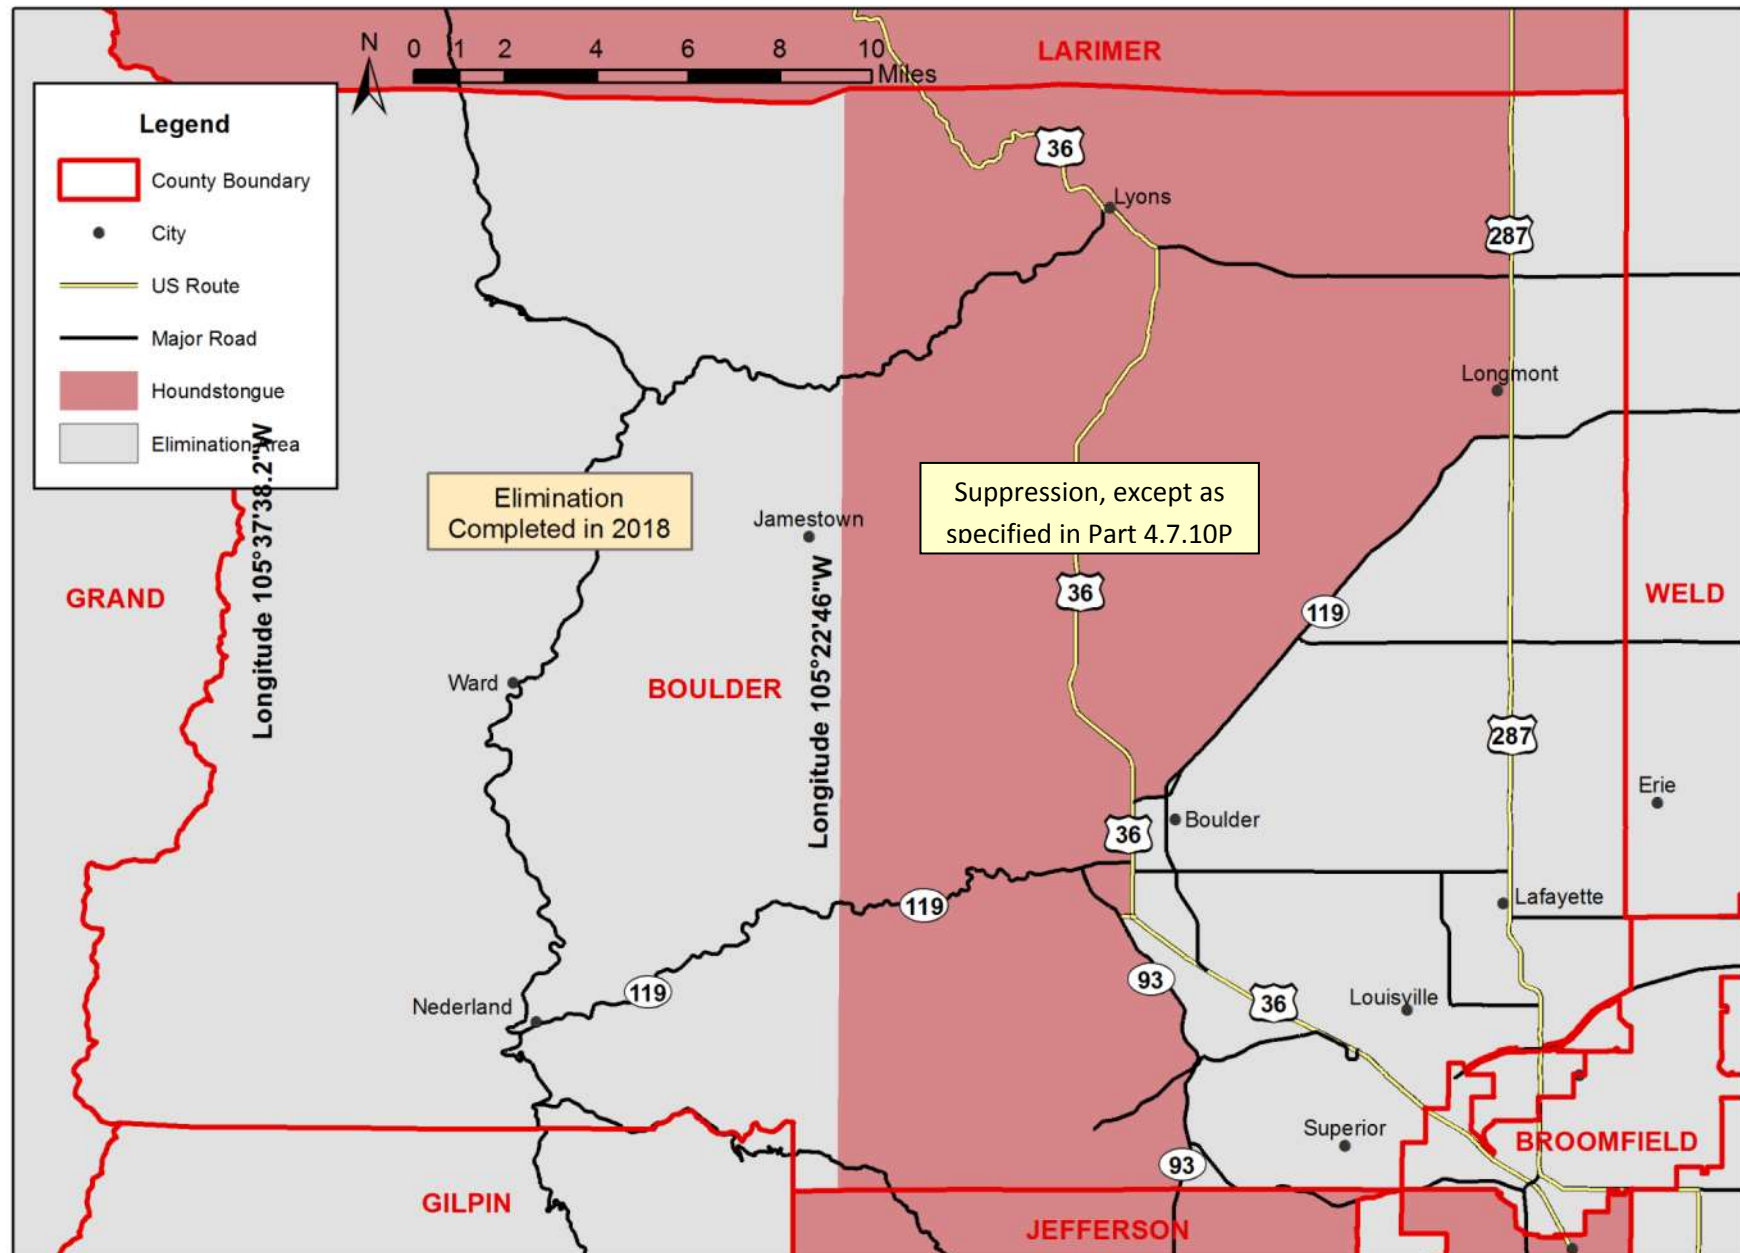 LARIMER
N
0 1 2 4 6 8 10
Miles
Legend
County Boundary
City
US Route
Major Road
Houndstongue
Elimination Area
36
Lyons
287
Longmont
Elimination
Completed in 2018
Suppression, except as
specified in Part 4.7.10P
Jamestown
Longitude 105°37'38.2"W
Longitude 105°22'46"W
GRAND
36
119
WELD
Ward
BOULDER
287
Erie
36
Boulder
119
Lafayette
93
119
Nederland
36
Louisville
Superior
BROOMFIELD
93
GILPIN
JEFFERSON